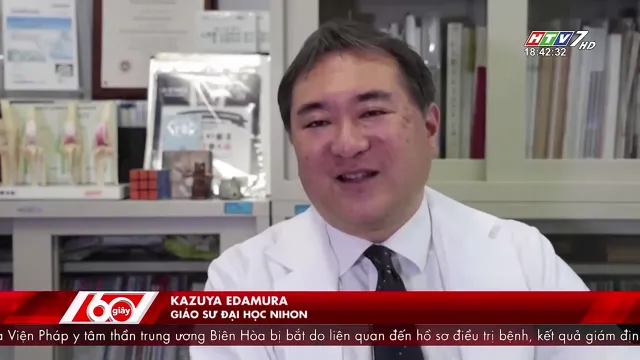 HTV7 HD
18:42:32
60 giây
KAZUYA EDAMURA
GIÁO SƯ ĐẠI HỌC NIHON
a Viện Pháp y tâm thần trung ương Biên Hòa bị bắt do liên quan đến hồ sơ điều trị bệnh, kết quả giám địn